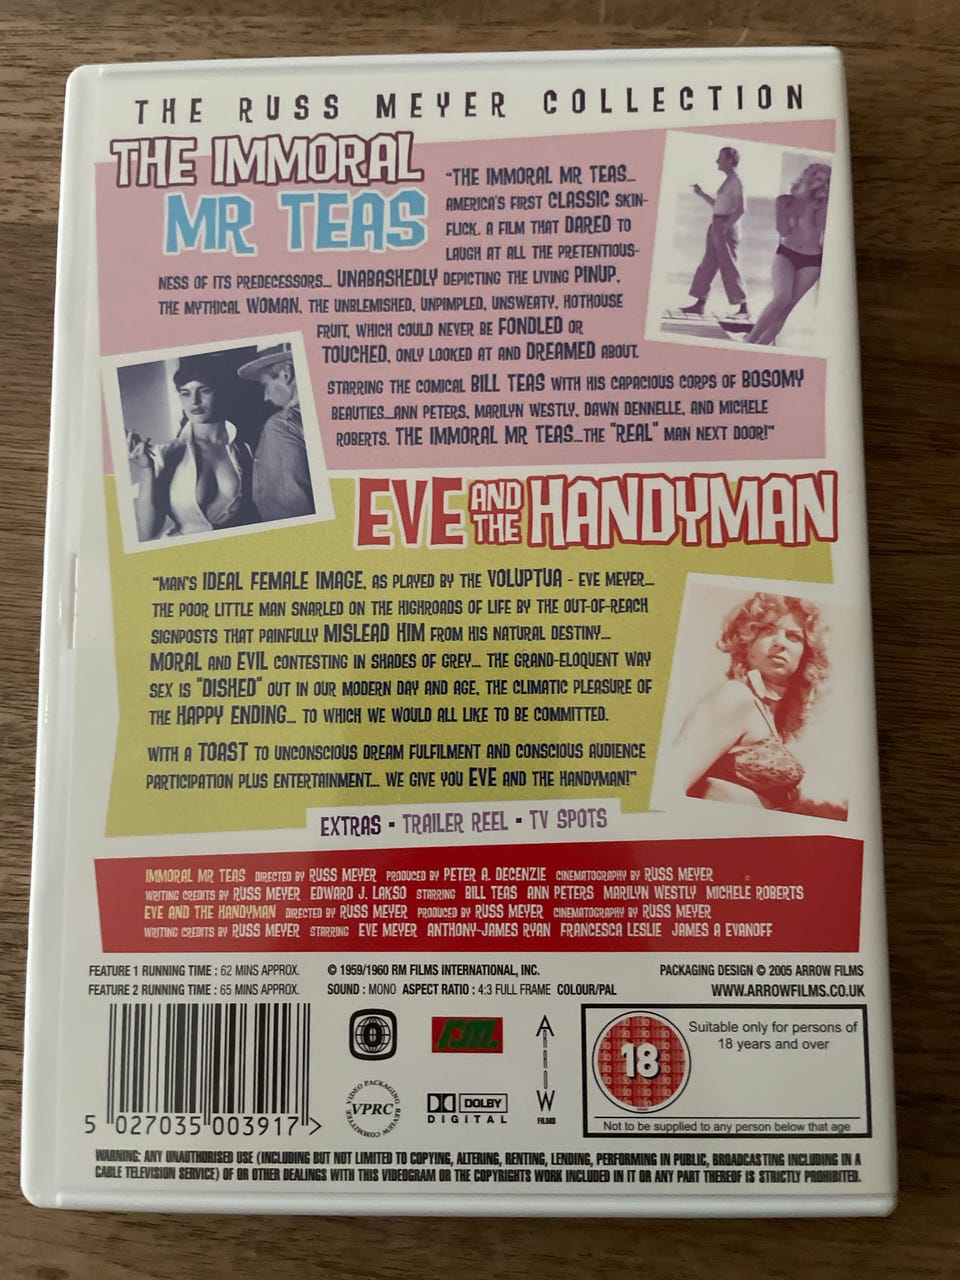 THE RUSS MEYER COLLECTION
THE IMMORAL
MR TEAS
"THE IMMORAL MR TEAS...
AMERICA'S FIRST CLASSIC SKIN-
FLICK. A FILM THAT DARED TO
LAUGH AT ALL THE PRETENTIOUS-
NESS OF ITS PREDECESSORS... UNABASHEDLY DEPICTING THE LIVING PINUP,
THE MYTHICAL WOMAN, THE UNBLEMISHED, UNPIMPLED, UNSWEATY, HOTHOUSE
FRUIT, WHICH COULD NEVER BE FONDLED OR
TOUCHED, ONLY LOOKED AT AND DREAMED ABOUT.
STARRING THE COMICAL BILL TEAS WITH HIS CAPACIOUS CORPS OF BOSOMY
BEAUTIES...ANN PETERS, MARILYN WESTLY, DAWN DENNELLE, AND MICHELE
ROBERTS. THE IMMORAL MR TEAS...THE "REAL" MAN NEXT DOOR!"
EVE AND THE HANDYMAN
"MAN'S IDEAL FEMALE IMAGE, AS PLAYED BY THE VOLUPTUA - EVE MEYER...
THE POOR LITTLE MAN SNARLED ON THE HIGHROADS OF LIFE BY THE OUT-OF-REACH
SIGNPOSTS THAT PAINFULLY MISLEAD HIM FROM HIS NATURAL DESTINY...
MORAL AND EVIL CONTESTING IN SHADES OF GREY... THE GRAND-ELOQUENT WAY
SEX IS "DISHED" OUT IN OUR MODERN DAY AND AGE, THE CLIMATIC PLEASURE OF
THE HAPPY ENDING... TO WHICH WE WOULD ALL LIKE TO BE COMMITTED.
WITH A TOAST TO UNCONSCIOUS DREAM FULFILMENT AND CONSCIOUS AUDIENCE
PARTICIPATION PLUS ENTERTAINMENT... WE GIVE YOU EVE AND THE HANDYMAN!"
EXTRAS • TRAILER REEL • TV SPOTS
IMMORAL MR TEAS DIRECTED BY RUSS MEYER PRODUCED BY PETER A. DECENZIE CINEMATOGRAPHY BY RUSS MEYER
WRITING CREDITS BY RUSS MEYER EDWARD J. LAKSO STARRING BILL TEAS ANN PETERS MARILYN WESTLY MICHELE ROBERTS
EVE AND THE HANDYMAN DIRECTED BY RUSS MEYER PRODUCED BY RUSS MEYER CINEMATOGRAPHY BY RUSS MEYER
WRITING CREDITS BY RUSS MEYER STARRING EVE MEYER ANTHONY-JAMES RYAN FRANCESCA LESLIE JAMES A EVANOFF
FEATURE 1 RUNNING TIME : 62 MINS APPROX.
FEATURE 2 RUNNING TIME : 65 MINS APPROX.
© 1959/1960 RM FILMS INTERNATIONAL, INC.
SOUND : MONO ASPECT RATIO : 4:3 FULL FRAME COLOUR/PAL
PACKAGING DESIGN © 2005 ARROW FILMS
WWW.ARROWFILMS.CO.UK
5 027035 003917 >
0
RM
VIDEO PACKAGING REVIEW COMMITTEE
VPRC
DOLBY
DIGITAL
ARROW
FILMS
18
Suitable only for persons of
18 years and over
Not to be supplied to any person below that age
WARNING: ANY UNAUTHORISED USE (INCLUDING BUT NOT LIMITED TO COPYING, ALTERING, RENTING, LENDING, PERFORMING IN PUBLIC, BROADCASTING INCLUDING IN A
CABLE TELEVISION SERVICE) OF OR OTHER DEALINGS WITH THIS VIDEOGRAM OR THE COPYRIGHTS WORK INCLUDED IN IT OR ANY PART THEREOF IS STRICTLY PROHIBITED.